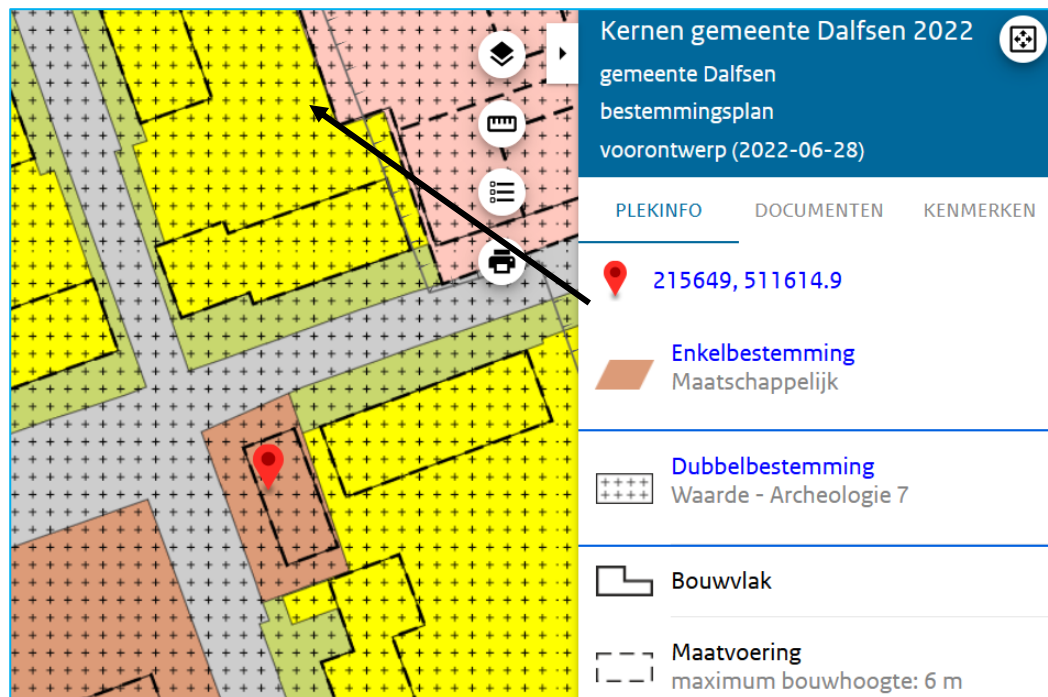 Kernen gemeente Dalfsen 2022
gemeente Dalfsen
bestemmingsplan
voorontwerp (2022-06-28)
PLEKINFO DOCUMENTEN KENMERKEN
215649, 511614.9
Enkelbestemming
Maatschappelijk
Dubbelbestemming
Waarde - Archeologie 7
Bouwvlak
Maatvoering
maximum bouwhoogte: 6 m